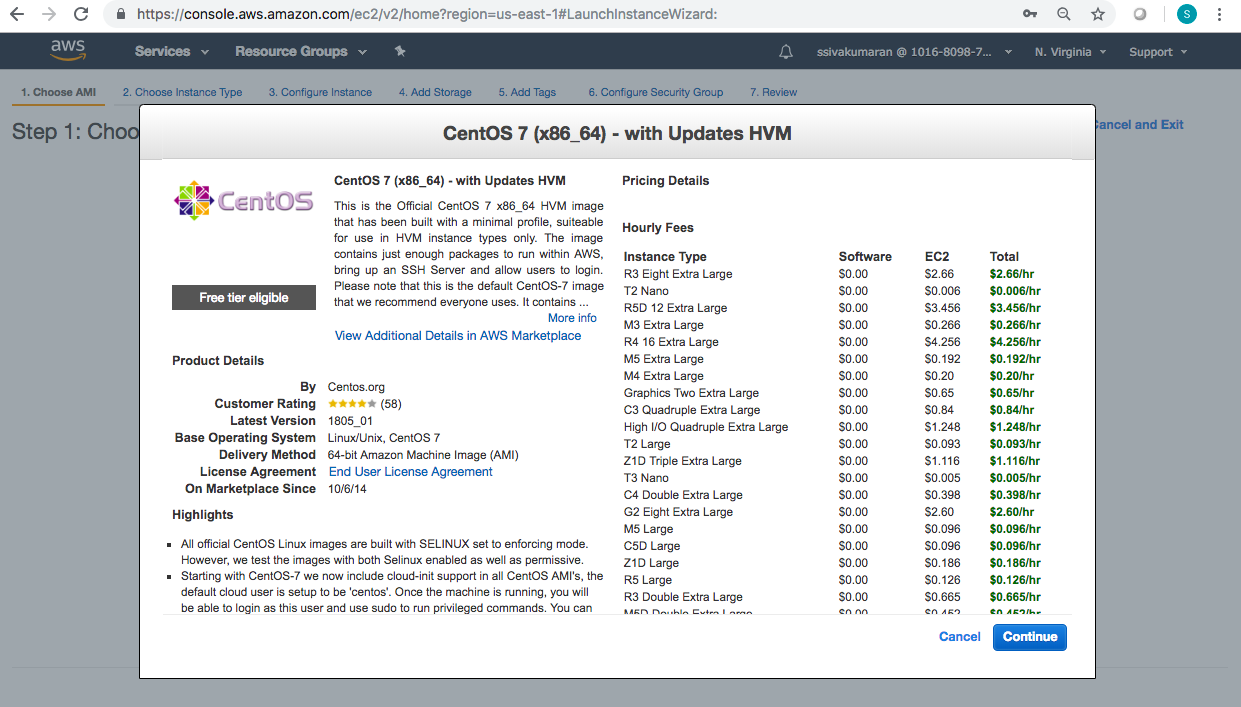 https://console.aws.amazon.com/ec2/v2/home?region=us-east-1#LaunchInstanceWizard:
S
aws
Services
Resource Groups
ssivakumaran @ 1016-8098-7...
N. Virginia
Support
1. Choose AMI
2. Choose Instance Type
3. Configure Instance
4. Add Storage
5. Add Tags
6. Configure Security Group
7. Review
Step 1: Choo
Cancel and Exit
CentOS 7 (x86_64) - with Updates HVM
CentOS
Free tier eligible
CentOS 7 (x86_64) - with Updates HVM
This is the Official CentOS 7 x86_64 HVM image
that has been built with a minimal profile, suiteable
for use in HVM instance types only. The image
contains just enough packages to run within AWS,
bring up an SSH Server and allow users to login.
Please note that this is the default CentOS-7 image
that we recommend everyone uses. It contains ...
More info
View Additional Details in AWS Marketplace
Product Details
By Centos.org
Customer Rating (58)
Latest Version 1805_01
Base Operating System Linux/Unix, CentOS 7
Delivery Method 64-bit Amazon Machine Image (AMI)
License Agreement End User License Agreement
On Marketplace Since 10/6/14
Highlights
All official CentOS Linux images are built with SELINUX set to enforcing mode.
However, we test the images with both Selinux enabled as well as permissive.
Starting with CentOS-7 we now include cloud-init support in all CentOS AMI's, the
default cloud user is setup to be 'centos'. Once the machine is running, you will
be able to login as this user and use sudo to run privileged commands. You can
Pricing Details
Hourly Fees
Instance Type Software EC2 Total
R3 Eight Extra Large $0.00 $2.66 $2.66/hr
T2 Nano $0.00 $0.006 $0.006/hr
R5D 12 Extra Large $0.00 $3.456 $3.456/hr
M3 Extra Large $0.00 $0.266 $0.266/hr
R4 16 Extra Large $0.00 $4.256 $4.256/hr
M5 Extra Large $0.00 $0.192 $0.192/hr
M4 Extra Large $0.00 $0.20 $0.20/hr
Graphics Two Extra Large $0.00 $0.65 $0.65/hr
C3 Quadruple Extra Large $0.00 $0.84 $0.84/hr
High I/O Quadruple Extra Large $0.00 $1.248 $1.248/hr
T2 Large $0.00 $0.093 $0.093/hr
Z1D Triple Extra Large $0.00 $1.116 $1.116/hr
T3 Nano $0.00 $0.005 $0.005/hr
C4 Double Extra Large $0.00 $0.398 $0.398/hr
G2 Eight Extra Large $0.00 $2.60 $2.60/hr
M5 Large $0.00 $0.096 $0.096/hr
C5D Large $0.00 $0.096 $0.096/hr
Z1D Large $0.00 $0.186 $0.186/hr
R5 Large $0.00 $0.126 $0.126/hr
R3 Double Extra Large $0.00 $0.665 $0.665/hr
M5D Double Extra Large $0.00 $0.452 $0.452/hr
Cancel
Continue